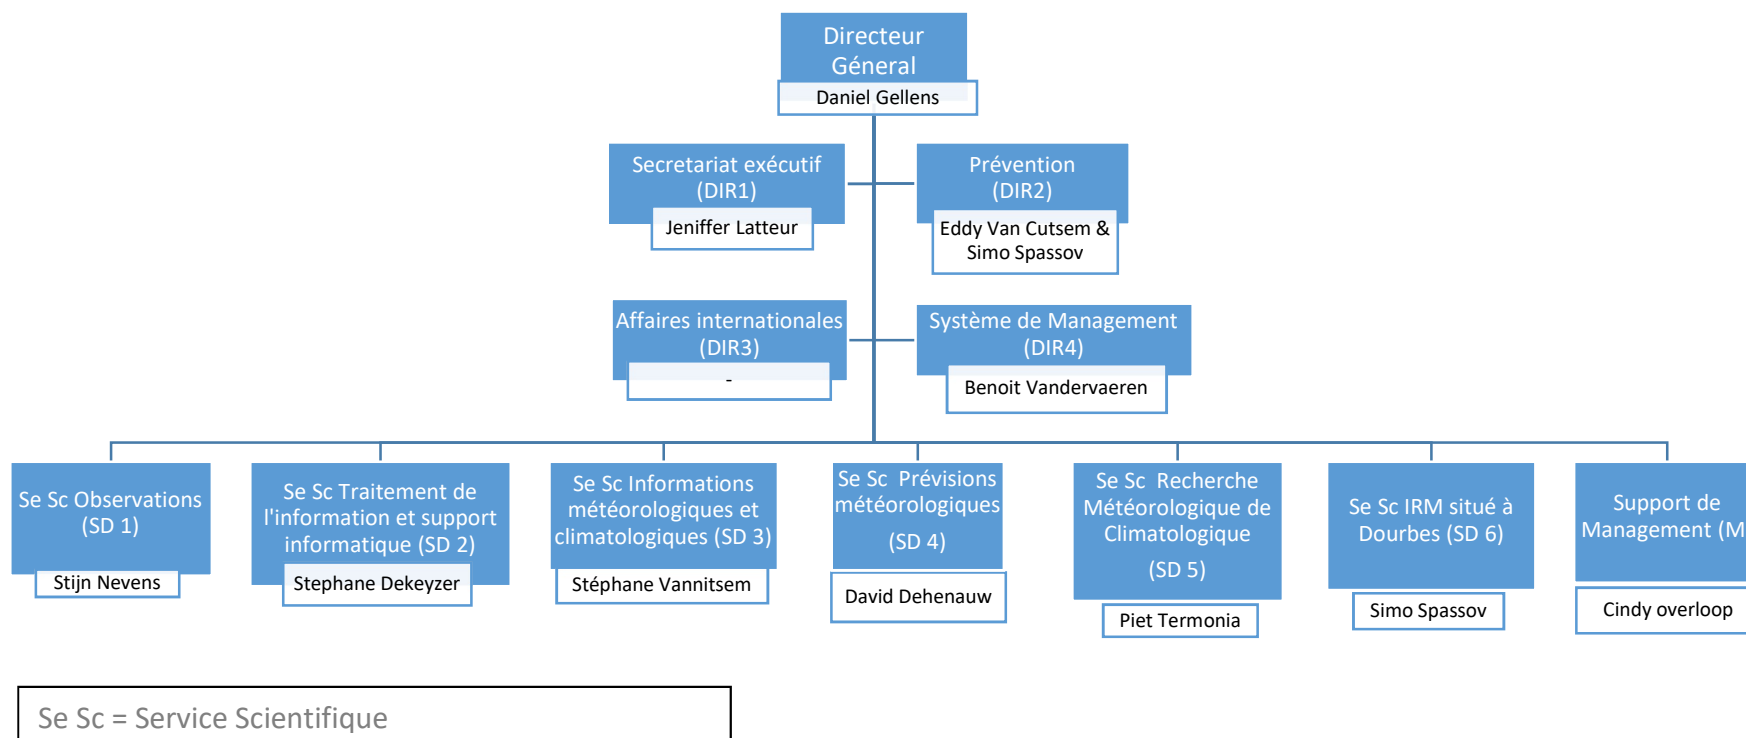 Directeur
Géneral
Daniel Gellens
Secretariat exécutif
(DIR1)
Jeniffer Latteur
Prévention
(DIR2)
Eddy Van Cutsem &
Simo Spassov
Affaires internationales
(DIR3)
-
Système de Management
(DIR4)
Benoit Vandervaeren
Se Sc Observations
(SD 1)
Stijn Nevens
Se Sc Traitement de
l'information et support
informatique (SD 2)
Stephane Dekeyzer
Se Sc Informations
météorologiques et
climatologiques (SD 3)
Stéphane Vannitsem
Se Sc Prévisions
météorologiques
(SD 4)
David Dehenauw
Se Sc Recherche
Météorologique de
Climatologique
(SD 5)
Piet Termonia
Se Sc IRM situé à
Dourbes (SD 6)
Simo Spassov
Support de
Management (M
Cindy overloop
Se Sc = Service Scientifique